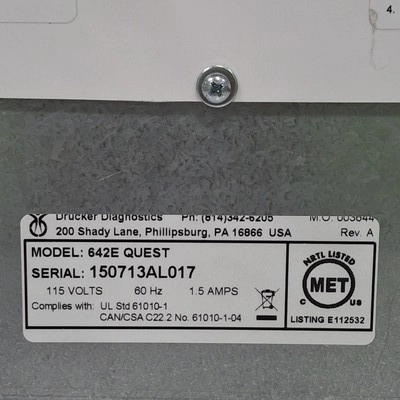 4.
Drucker Diagnostics Ph: (814)342-6205 M.O. 003644
200 Shady Lane, Phillipsburg, PA 16866 USA Rev. A
MODEL: 642E QUEST
SERIAL: 150713AL017
115 VOLTS 60 Hz 1.5 AMPS
Complies with: UL Std 61010-1
CAN/CSA C22.2 No. 61010-1-04
NRTL LISTED
C MET US
LISTING E112532